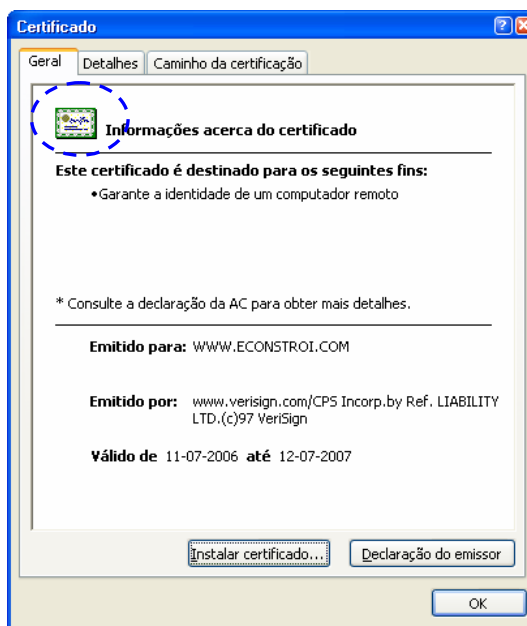 Certificado
Geral Detalhes Caminho da certificação
Informações acerca do certificado
Este certificado é destinado para os seguintes fins:
•Garante a identidade de um computador remoto
* Consulte a declaração da AC para obter mais detalhes.
Emitido para: WWW.ECONSTROI.COM
Emitido por: www.verisign.com/CPS Incorp.by Ref. LIABILITY
LTD.(c)97 VeriSign
Válido de 11-07-2006 até 12-07-2007
Instalar certificado... Declaração do emissor
OK